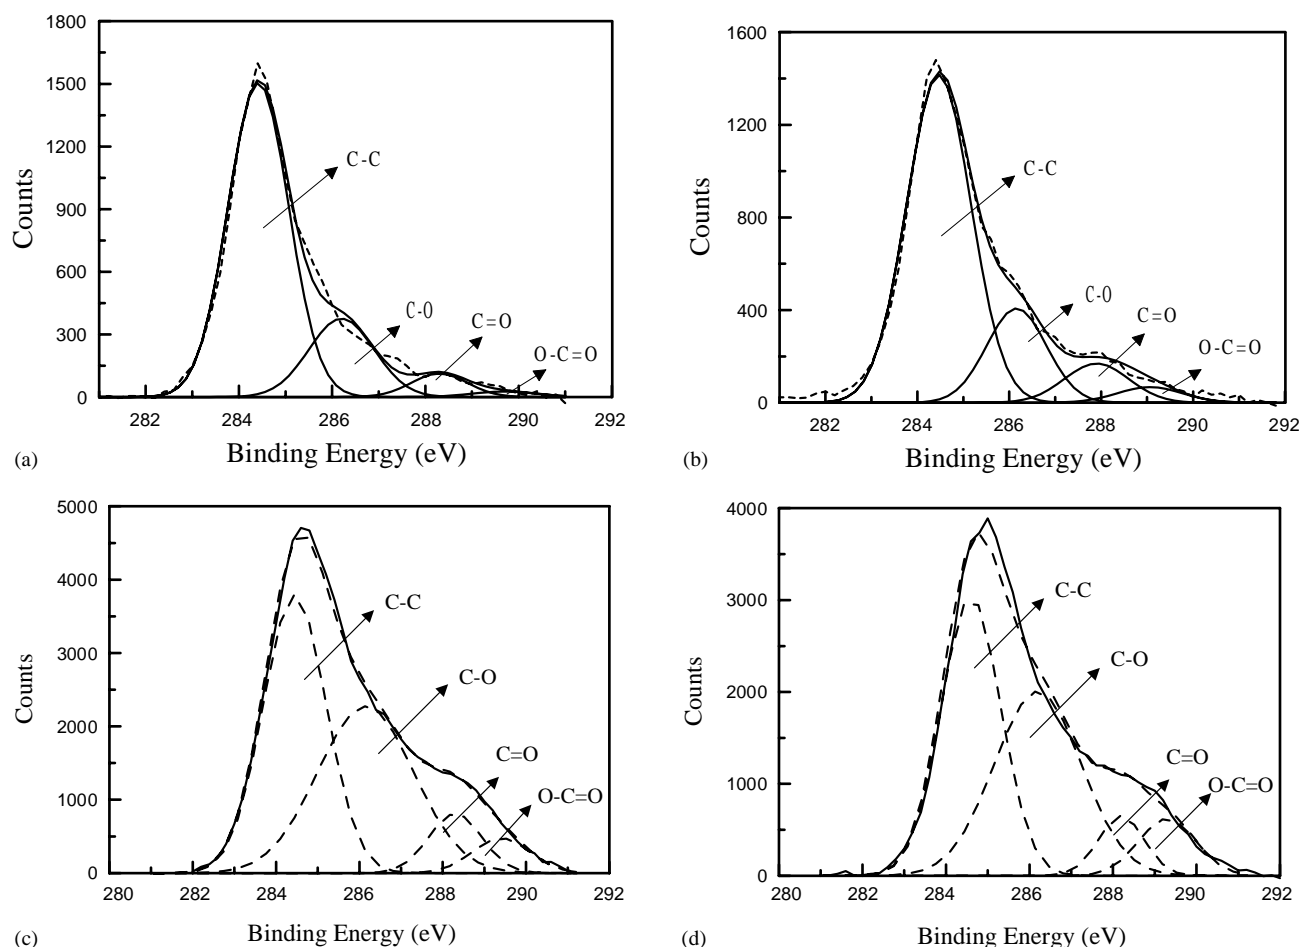 1800
1500
1200
900
600
300
0
Counts
C-C
C-O
C=O
O-C=O
282 284 285 286 288 290 292
Binding Energy (eV)
(a)
1600
1200
800
400
0
Counts
C-C
C-O
C=O
O-C=O
282 284 285 286 288 290 292
Binding Energy (eV)
(b)
5000
4000
3000
2000
1000
0
Counts
C-C
C-O
C=O
O-C=O
280 282 284 286 288 290 292
Binding Energy (eV)
(c)
4000
3000
2000
1000
0
Counts
C-C
C-O
C=O
O-C=O
280 282 284 286 288 290 292
Binding Energy (eV)
(d)